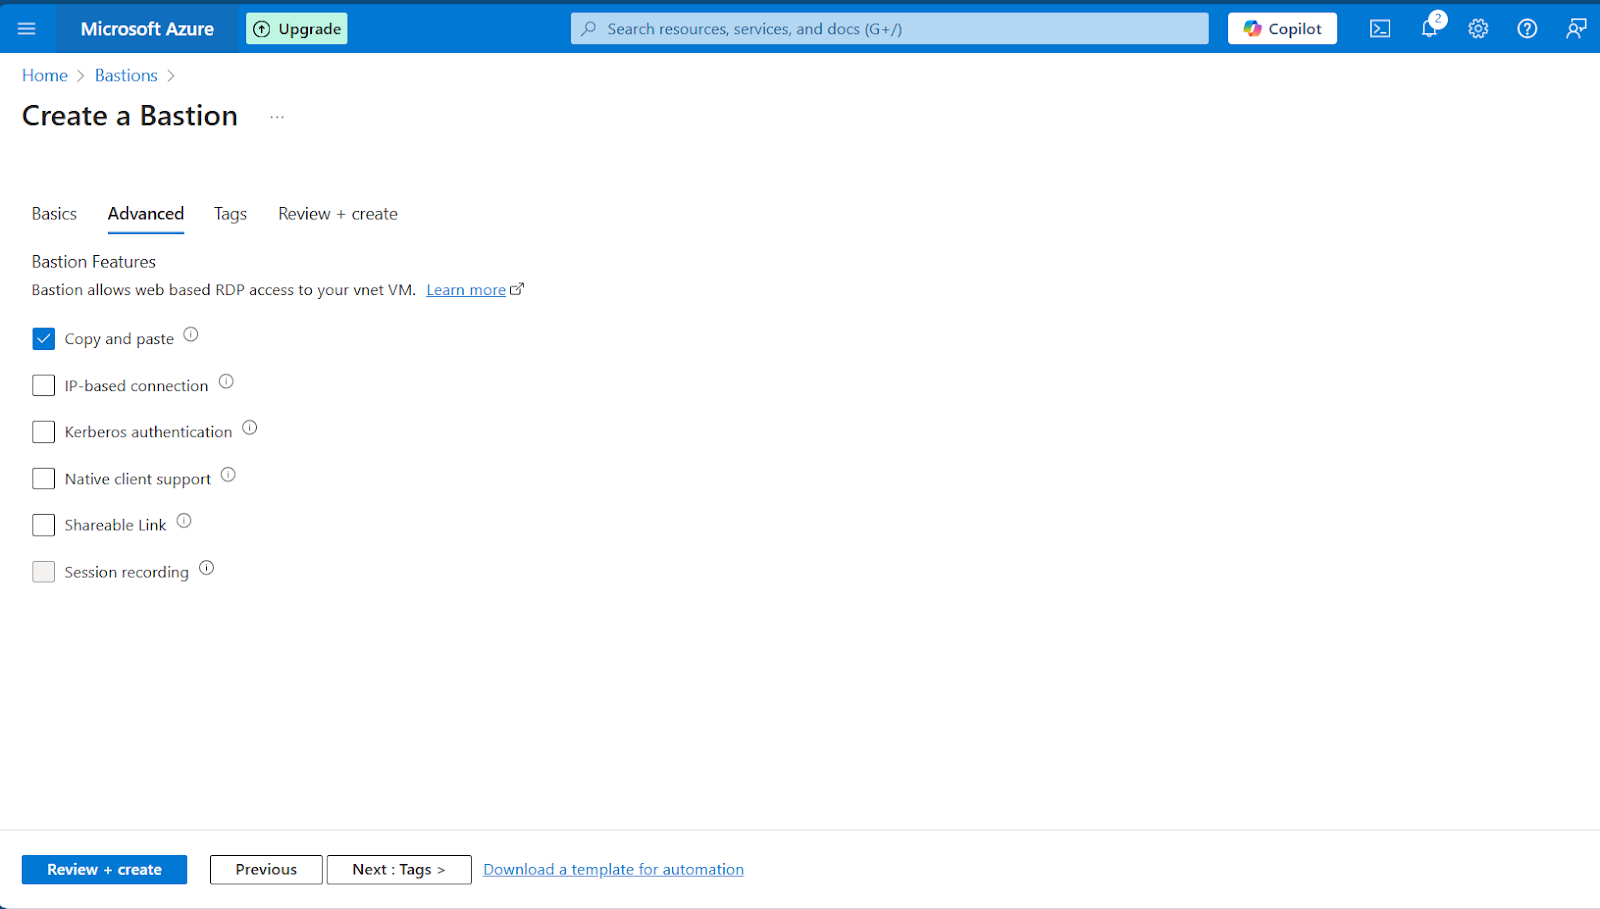 Microsoft Azure
Upgrade
Search resources, services, and docs (G+/)
Copilot
2
Home > Bastions >
Create a Bastion ...
Basics Advanced Tags Review + create
Bastion Features
Bastion allows web based RDP access to your vnet VM. Learn more
Copy and paste
IP-based connection
Kerberos authentication
Native client support
Shareable Link
Session recording
Review + create Previous Next : Tags > Download a template for automation